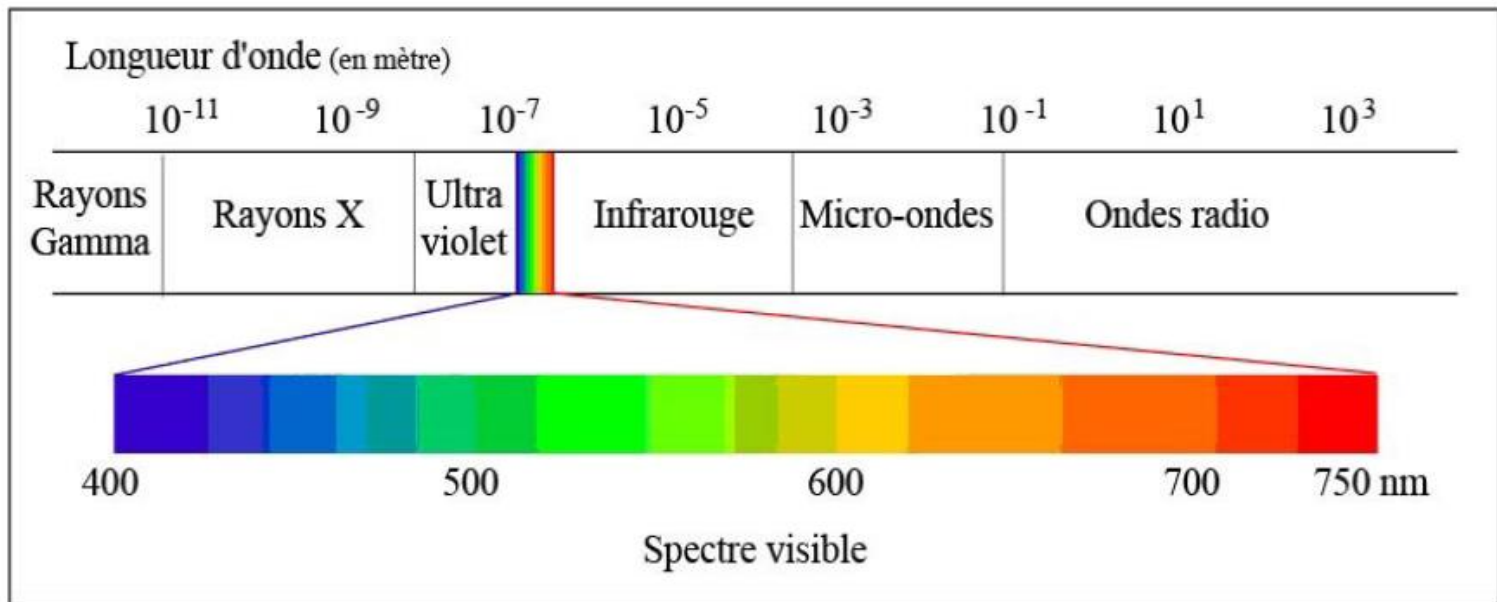 Longueur d'onde (en mètre)
10⁻¹¹ 10⁻⁹ 10⁻⁷ 10⁻⁵ 10⁻³ 10⁻¹ 10¹ 10³
Rayons Gamma
Rayons X
Ultra violet
Infrarouge
Micro-ondes
Ondes radio
400 500 600 700 750 nm
Spectre visible